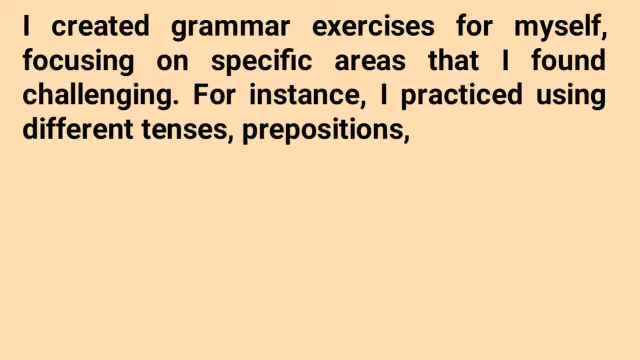 I created grammar exercises for myself,
focusing on specific areas that I found
challenging. For instance, I practiced using
different tenses, prepositions,